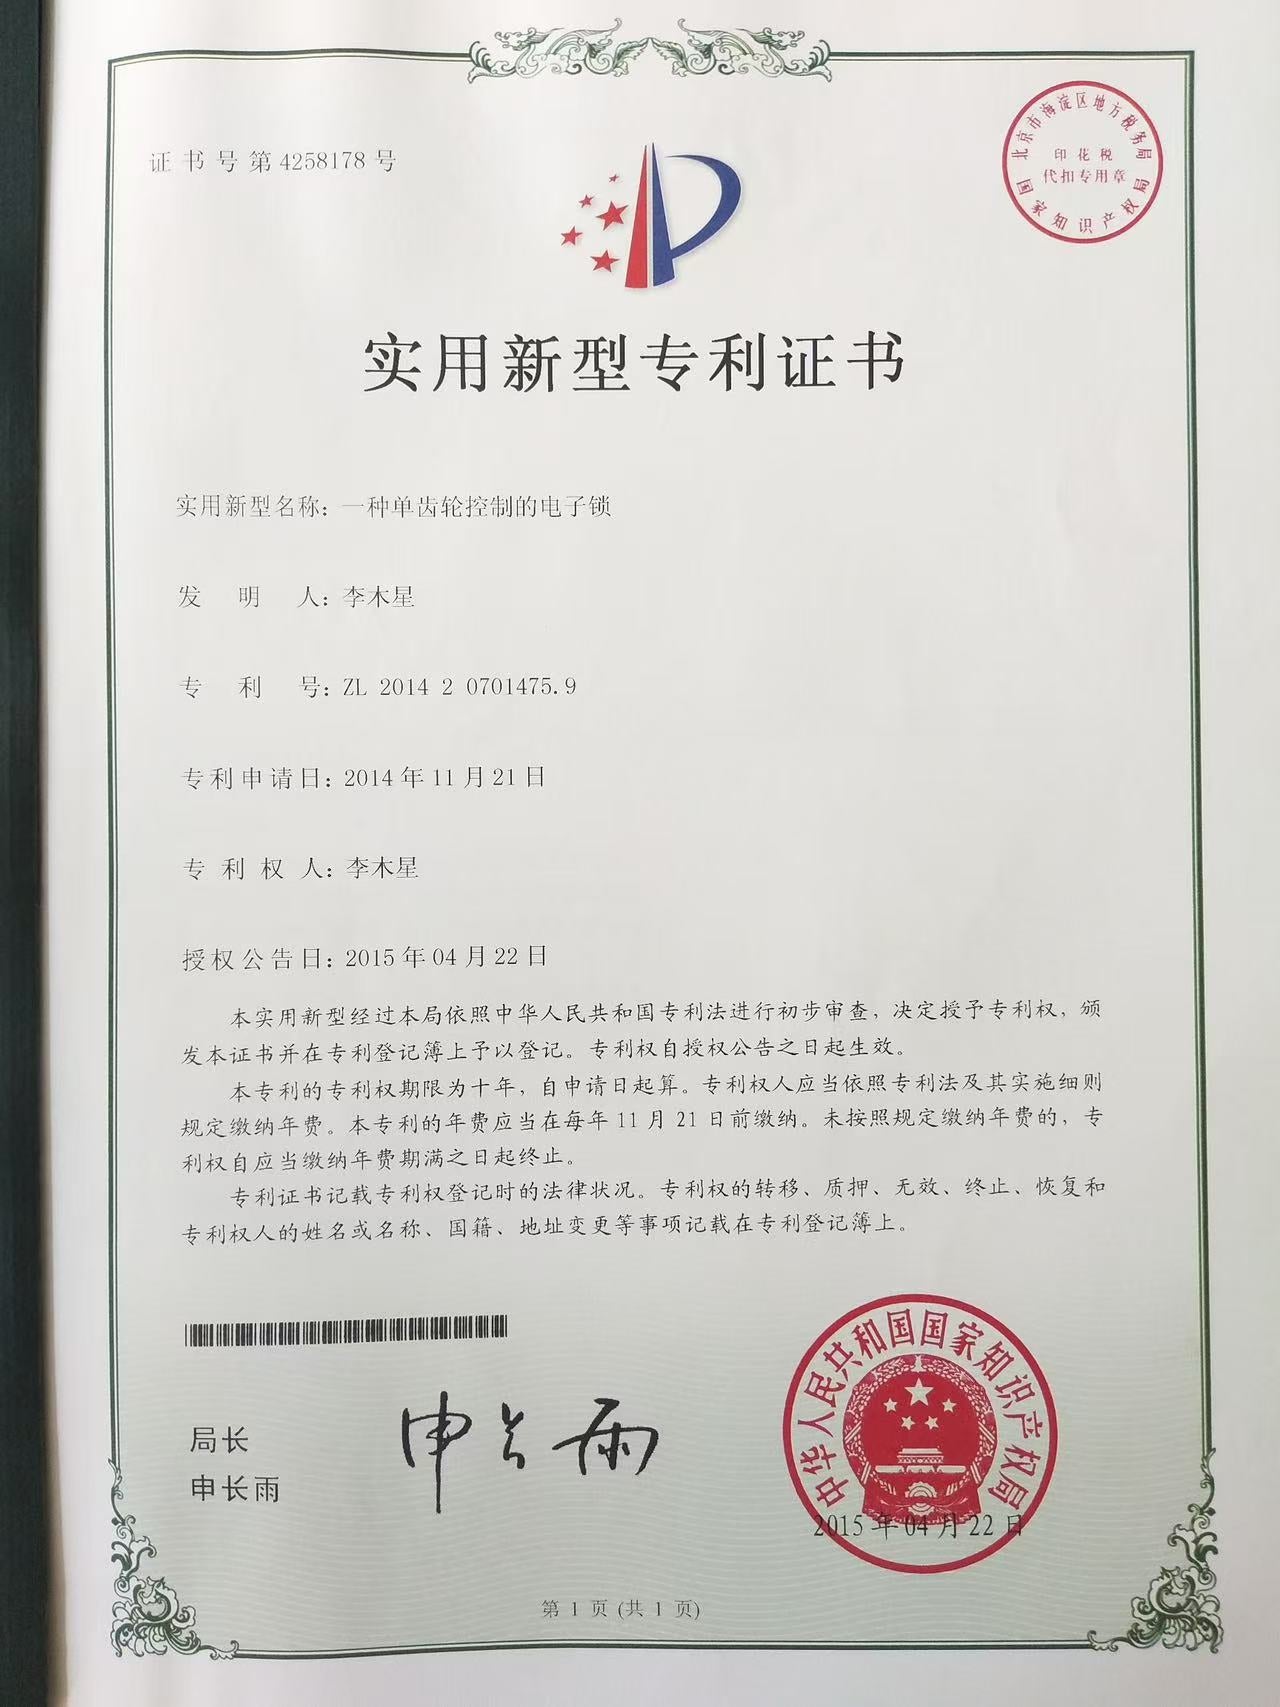 证书号第4258178号
北京市海淀区地方税务局
印花税
代扣专用章
国家知识产权局
实用新型专利证书
实用新型名称：一种单齿轮控制的电子锁
发明人：李木星
专利号：ZL 2014 2 0701475.9
专利申请日：2014年11月21日
专利权人：李木星
授权公告日：2015年04月22日
本实用新型经过本局依照中华人民共和国专利法进行初步审查，决定授予专利权，颁
发本证书并在专利登记簿上予以登记。专利权自授权公告之日起生效。
本专利的专利权期限为十年，自申请日起算。专利权人应当依照专利法及其实施细则
规定缴纳年费。本专利的年费应当在每年11月21日前缴纳。未按照规定缴纳年费的，专
利权自应当缴纳年费期满之日起终止。
专利证书记载专利权登记时的法律状况。专利权的转移、质押、无效、终止、恢复和
专利权人的姓名或名称、国籍、地址变更等事项记载在专利登记簿上。
局长
申长雨
申长雨
中华人民共和国国家知识产权局
2015年04月22日
第1页(共1页)